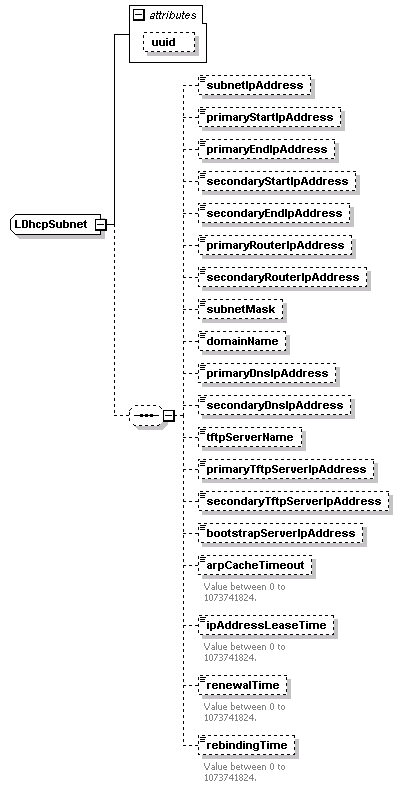 attributes
uuid
subnetIpAddress
primaryStartIpAddress
primaryEndIpAddress
secondaryStartIpAddress
secondaryEndIpAddress
LDhcpSubnet
primaryRouterIpAddress
secondaryRouterIpAddress
subnetMask
domainName
primaryDnsIpAddress
secondaryDnsIpAddress
tftpServerName
primaryTftpServerIpAddress
secondaryTftpServerIpAddress
bootstrapServerIpAddress
arpCacheTimeout
Value between 0 to
1073741824.
ipAddressLeaseTime
Value between 0 to
1073741824.
renewalTime
Value between 0 to
1073741824.
rebindingTime
Value between 0 to
1073741824.